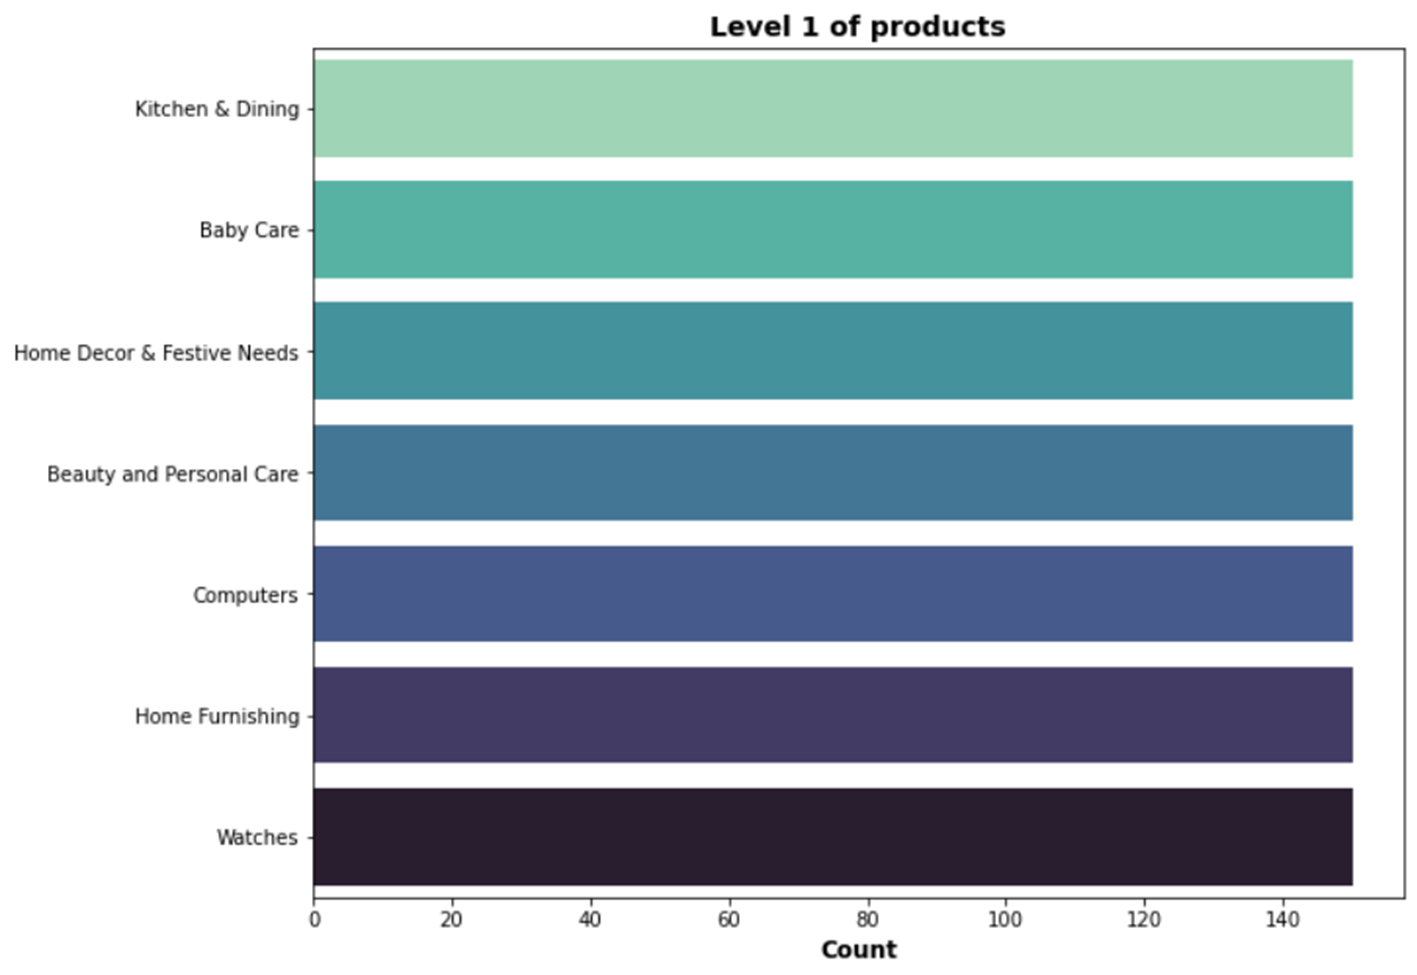 Level 1 of products
Kitchen & Dining
Baby Care
Home Decor & Festive Needs
Beauty and Personal Care
Computers
Home Furnishing
Watches
0 20 40 60 80 100 120 140
Count